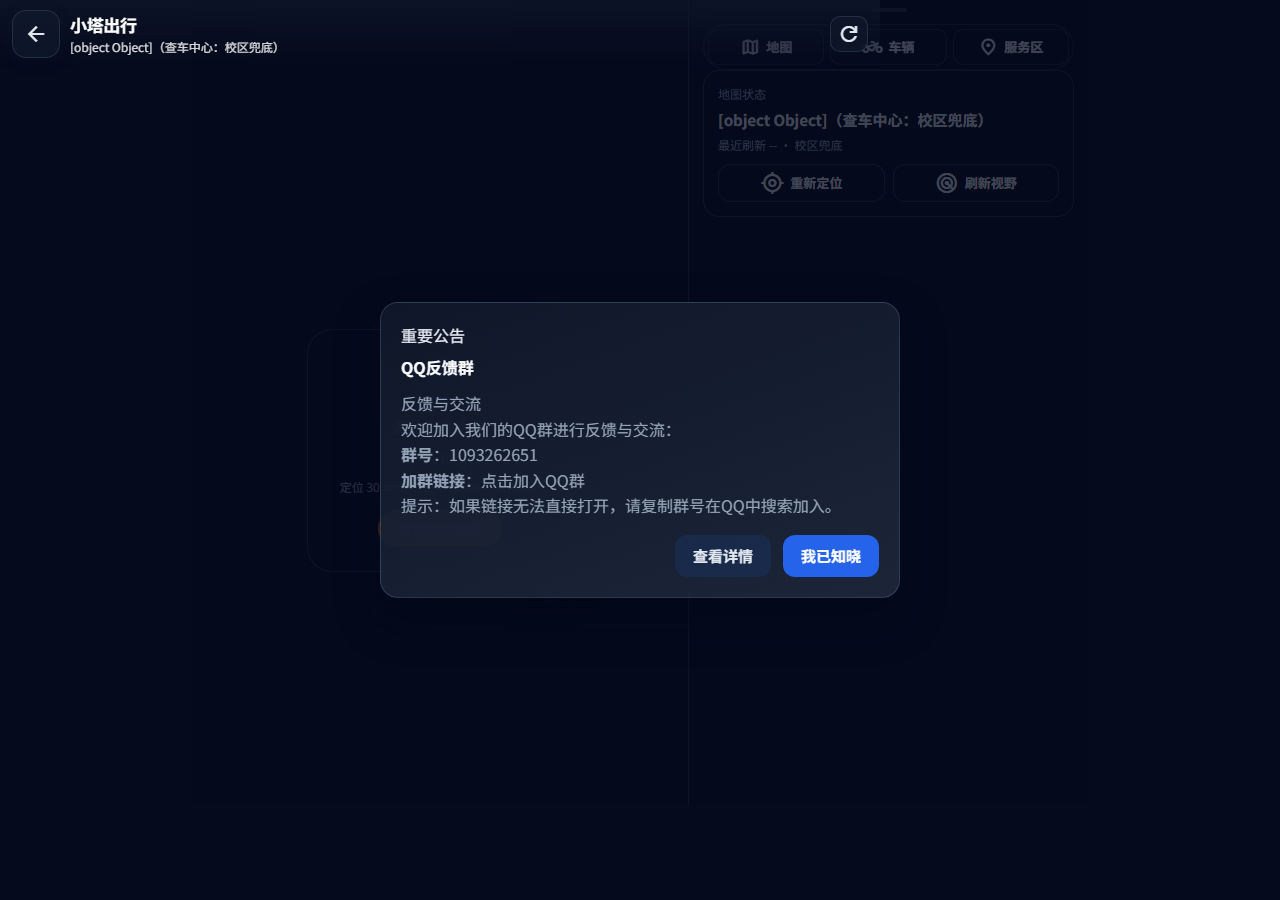 小塔出行
[object Object]（查车中心：校区兜底）
地图
车辆
服务区
地图状态
[object Object]（查车中心：校区兜底）
最近刷新 -- · 校区兜底
重新定位
刷新视野
重要公告
QQ反馈群
反馈与交流
欢迎加入我们的QQ群进行反馈与交流：
群号：1093262651
加群链接：点击加入QQ群
提示：如果链接无法直接打开，请复制群号在QQ中搜索加入。
定位 30
查看详情
我已知晓